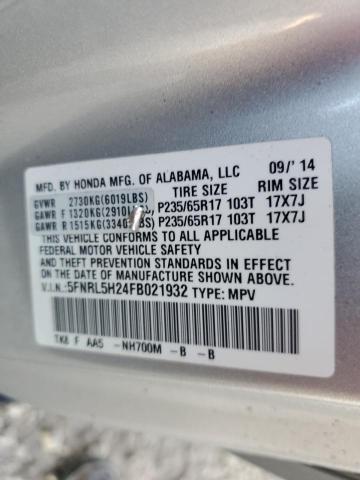 MFD. BY HONDA MFG. OF ALABAMA, LLC 09/'14
TIRE SIZE RIM SIZE
GVWR 2730KG(6019LBS)
GAWR F 1320KG(2910L P235/65R17 103T 17X7J
GAWR R 1515KG(3340 BS) P235/65R17 103T 17X7J
THIS VEHICLE CONFORMS TO ALL APPLICABLE
FEDERAL MOTOR VEHICLE SAFETY
AND THEFT PREVENTION STANDARDS IN EFFECT
ON THE DATE OF MANUFACTURE SHOWN ABOVE.
V.I.N.:5FNRL5H24FB021932 TYPE: MPV
TK8 F AA5 -NH700M -B -B